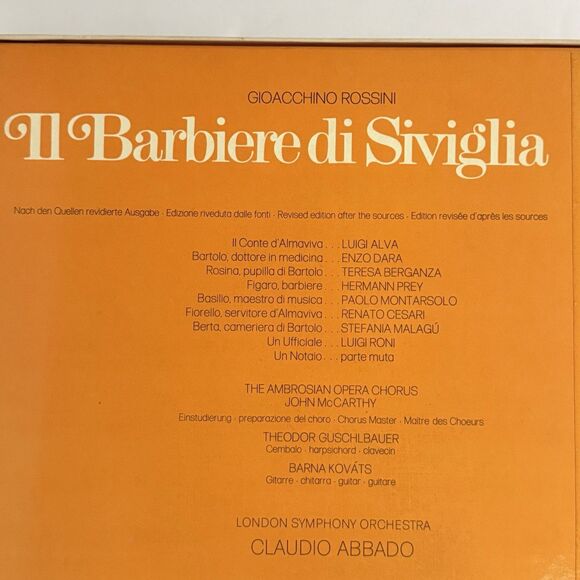 GIOACCHINO ROSSINI
Il Barbiere di Siviglia
Nach den Quellen revidierte Ausgabe · Edizione riveduta dalle fonti · Revised edition after the sources · Edition revisée d'après les sources
Il Conte d'Almaviva . . . LUIGI ALVA
Bartolo, dottore in medicina . . . ENZO DARA
Rosina, pupilla di Bartolo . . . TERESA BERGANZA
Figaro, barbiere . . . HERMANN PREY
Basilio, maestro di musica . . . PAOLO MONTARSOLO
Fiorello, servitore d'Almaviva . . . RENATO CESARI
Berta, cameriera di Bartolo . . . STEFANIA MALAGÚ
Un Ufficiale . . . LUIGI RONI
Un Notaio . . . parte muta
THE AMBROSIAN OPERA CHORUS
JOHN McCARTHY
Einstudierung · preparazione del choro · Chorus Master · Maître des Choeurs
THEODOR GUSCHLBAUER
Cembalo · harpsichord · clavecin
BARNA KOVÁTS
Gitarre · chitarra · guitar · guitare
LONDON SYMPHONY ORCHESTRA
CLAUDIO ABBADO